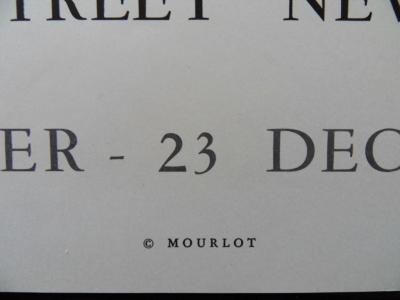 TREET NEW
ER - 23 DEC
© MOURLOT